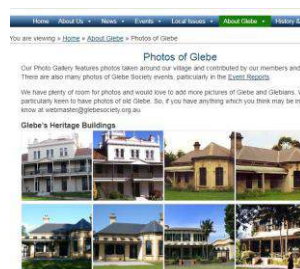 Home About Us News Events Local Issues About Glebe History &
You are viewing » Home » About Glebe » Photos of Glebe
Photos of Glebe
Our Photo Gallery features photos taken around our village and contributed by our members and
There are also many photos of Glebe Society events, particularly in the Event Reports.
We have plenty of room for photos and would love to add more pictures of Glebe and Glebians.
particularly keen to have photos of old Glebe. So, if you have anything which you think may be in
know at webmaster@glebesociety.org.au
Glebe's Heritage Buildings